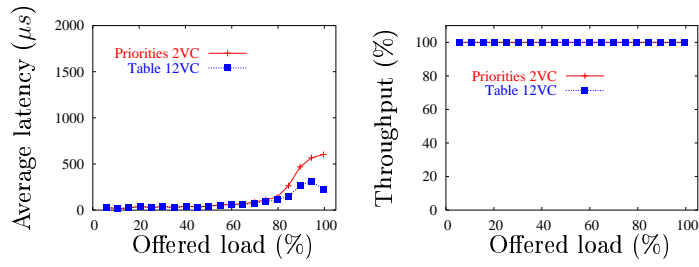 Average latency (μs)
2000
1500
1000
500
0
Priorities 2VC
Table 12VC
0 20 40 60 80 100
Offered load (%)
Throughput (%)
100
80
60
40
20
0
Priorities 2VC
Table 12VC
0 20 40 60 80 100
Offered load (%)